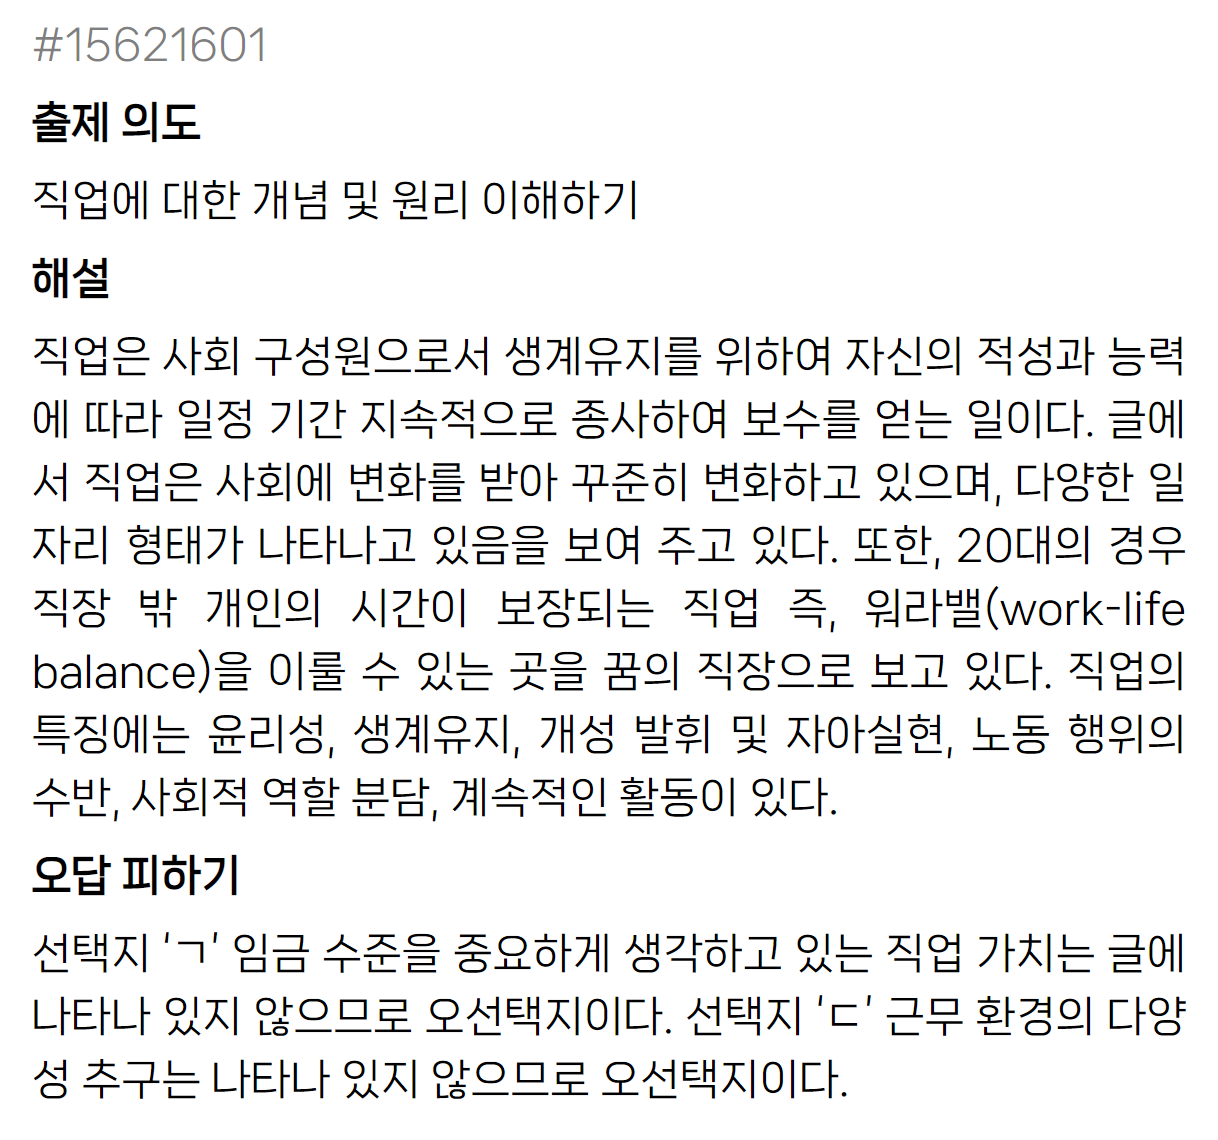 #15621601
출제 의도
직업에 대한 개념 및 원리 이해하기
해설
직업은 사회 구성원으로서 생계유지를 위하여 자신의 적성과 능력
에 따라 일정 기간 지속적으로 종사하여 보수를 얻는 일이다. 글에
서 직업은 사회에 변화를 받아 꾸준히 변화하고 있으며, 다양한 일
자리 형태가 나타나고 있음을 보여 주고 있다. 또한, 20대의 경우
직장 밖 개인의 시간이 보장되는 직업 즉, 워라밸(work-life
balance)을 이룰 수 있는 곳을 꿈의 직장으로 보고 있다. 직업의
특징에는 윤리성, 생계유지, 개성 발휘 및 자아실현, 노동 행위의
수반, 사회적 역할 분담, 계속적인 활동이 있다.
오답 피하기
선택지 ‘ㄱ’ 임금 수준을 중요하게 생각하고 있는 직업 가치는 글에
나타나 있지 않으므로 오선택지이다. 선택지 ‘ㄷ’ 근무 환경의 다양
성 추구는 나타나 있지 않으므로 오선택지이다.